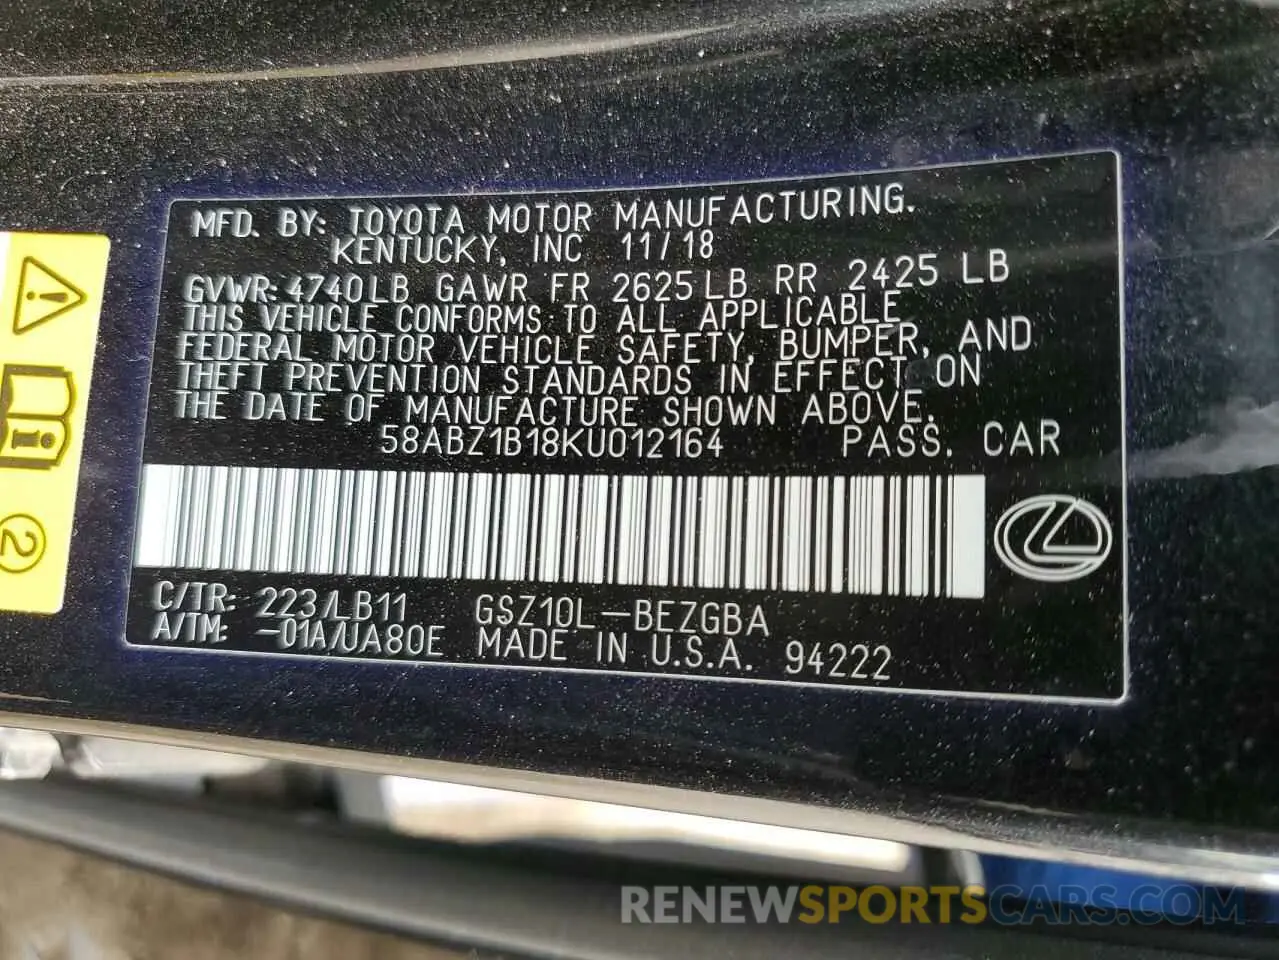 MFD. BY: TOYOTA MOTOR MANUFACTURING.
KENTUCKY, INC 11/18
GVWR: 4740LB GAWR FR 2625LB RR 2425 LB
THIS VEHICLE CONFORMS TO ALL APPLICABLE
FEDERAL MOTOR VEHICLE SAFETY, BUMPER, AND
THEFT PREVENTION STANDARDS IN EFFECT ON
THE DATE OF MANUFACTURE SHOWN ABOVE.
58ABZ1B18KU012164 PASS. CAR
C/TR: 223/LB11 GSZ10L-BEZGBA
A/TM: -01A/UA80E MADE IN U.S.A. 94222
2
RENEWSPORTSCARS.COM